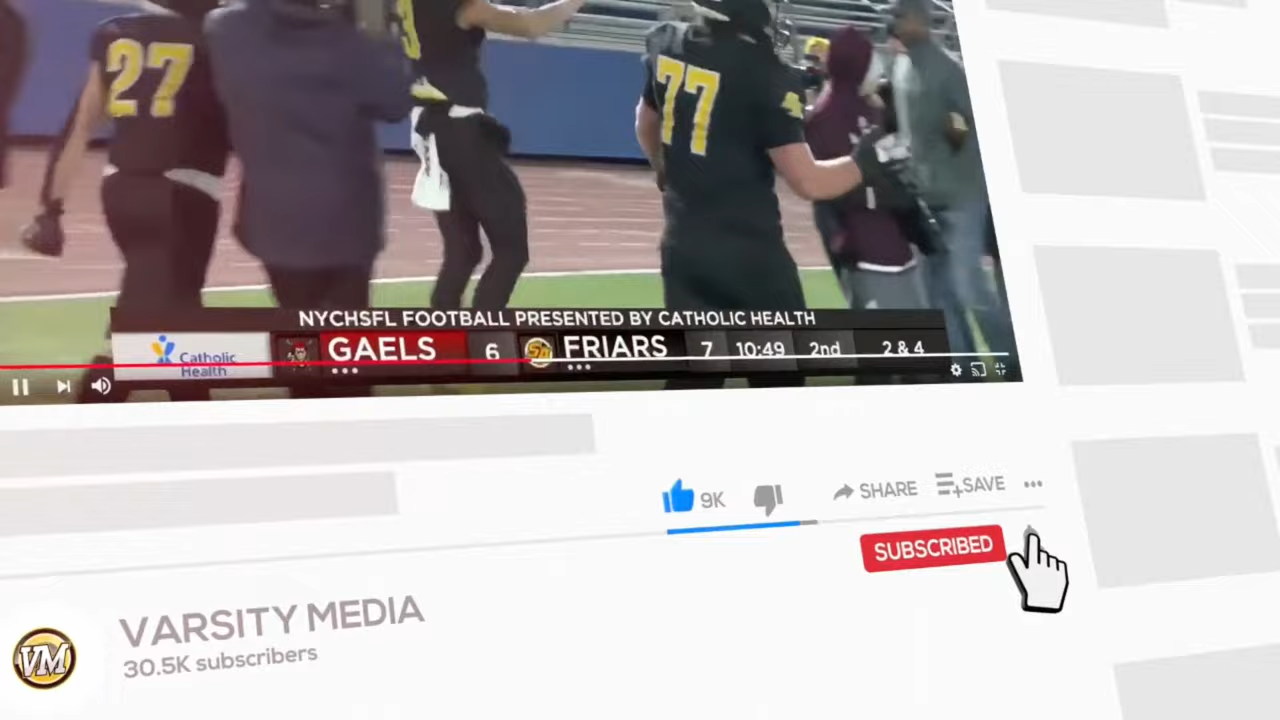 27
3
77
NYCHSFL FOOTBALL PRESENTED BY CATHOLIC HEALTH
Catholic Health
GAELS 6 FRIARS 7 10:49 2nd 2 & 4
9K SHARE SAVE
SUBSCRIBED
VARSITY MEDIA
VM
30.5K subscribers